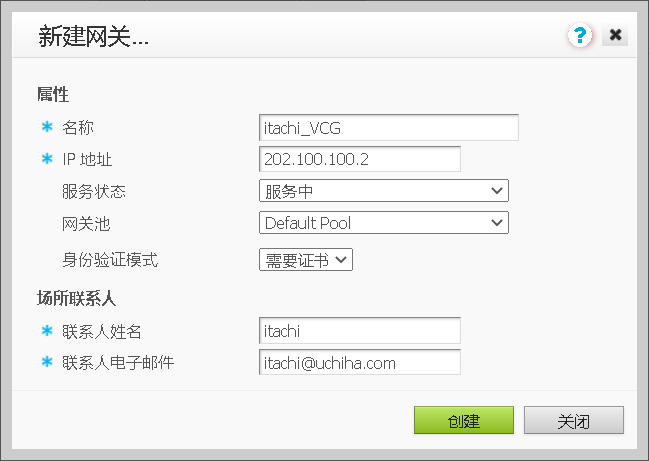 新建网关...
?
属性
* 名称 itachi_VCG
* IP 地址 202.100.100.2
服务状态 服务中
网关池 Default Pool
身份验证模式 需要证书
场所联系人
* 联系人姓名 itachi
* 联系人电子邮件 itachi@uchiha.com
创建 关闭